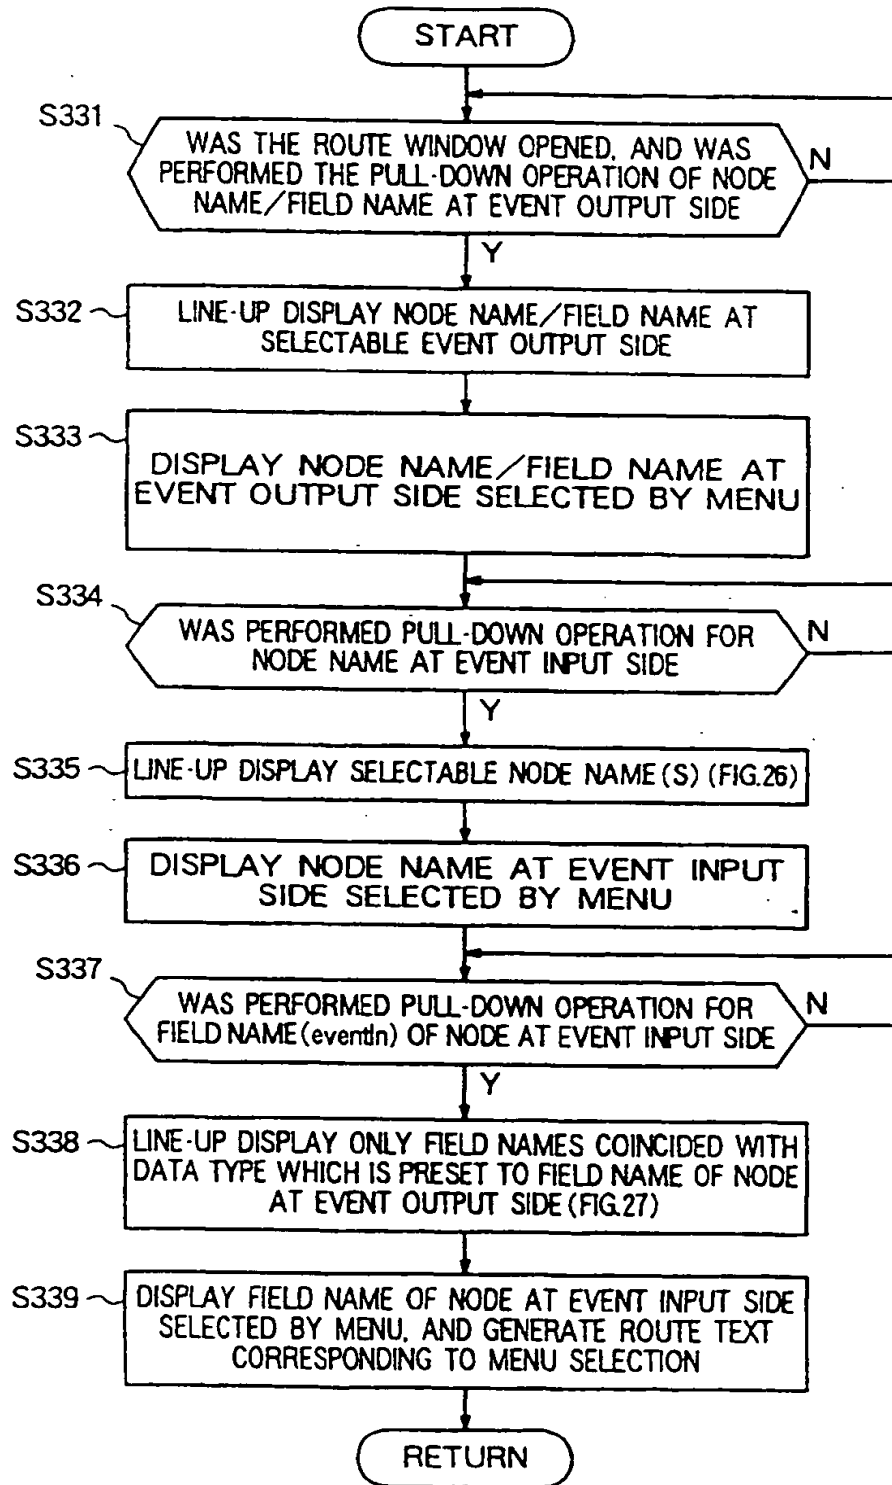 START
S331
WAS THE ROUTE WINDOW OPENED, AND WAS
PERFORMED THE PULL-DOWN OPERATION OF NODE
NAME/FIELD NAME AT EVENT OUTPUT SIDE
N
Y
S332
LINE-UP DISPLAY NODE NAME/FIELD NAME AT
SELECTABLE EVENT OUTPUT SIDE
S333
DISPLAY NODE NAME/FIELD NAME AT
EVENT OUTPUT SIDE SELECTED BY MENU
S334
WAS PERFORMED PULL-DOWN OPERATION FOR
NODE NAME AT EVENT INPUT SIDE
N
Y
S335
LINE-UP DISPLAY SELECTABLE NODE NAME(S) (FIG.26)
S336
DISPLAY NODE NAME AT EVENT INPUT
SIDE SELECTED BY MENU
S337
WAS PERFORMED PULL-DOWN OPERATION FOR
FIELD NAME(eventIn) OF NODE AT EVENT INPUT SIDE
N
Y
S338
LINE-UP DISPLAY ONLY FIELD NAMES COINCIDED WITH
DATA TYPE WHICH IS PRESET TO FIELD NAME OF NODE
AT EVENT OUTPUT SIDE(FIG.27)
S339
DISPLAY FIELD NAME OF NODE AT EVENT INPUT SIDE
SELECTED BY MENU, AND GENERATE ROUTE TEXT
CORRESPONDING TO MENU SELECTION
RETURN